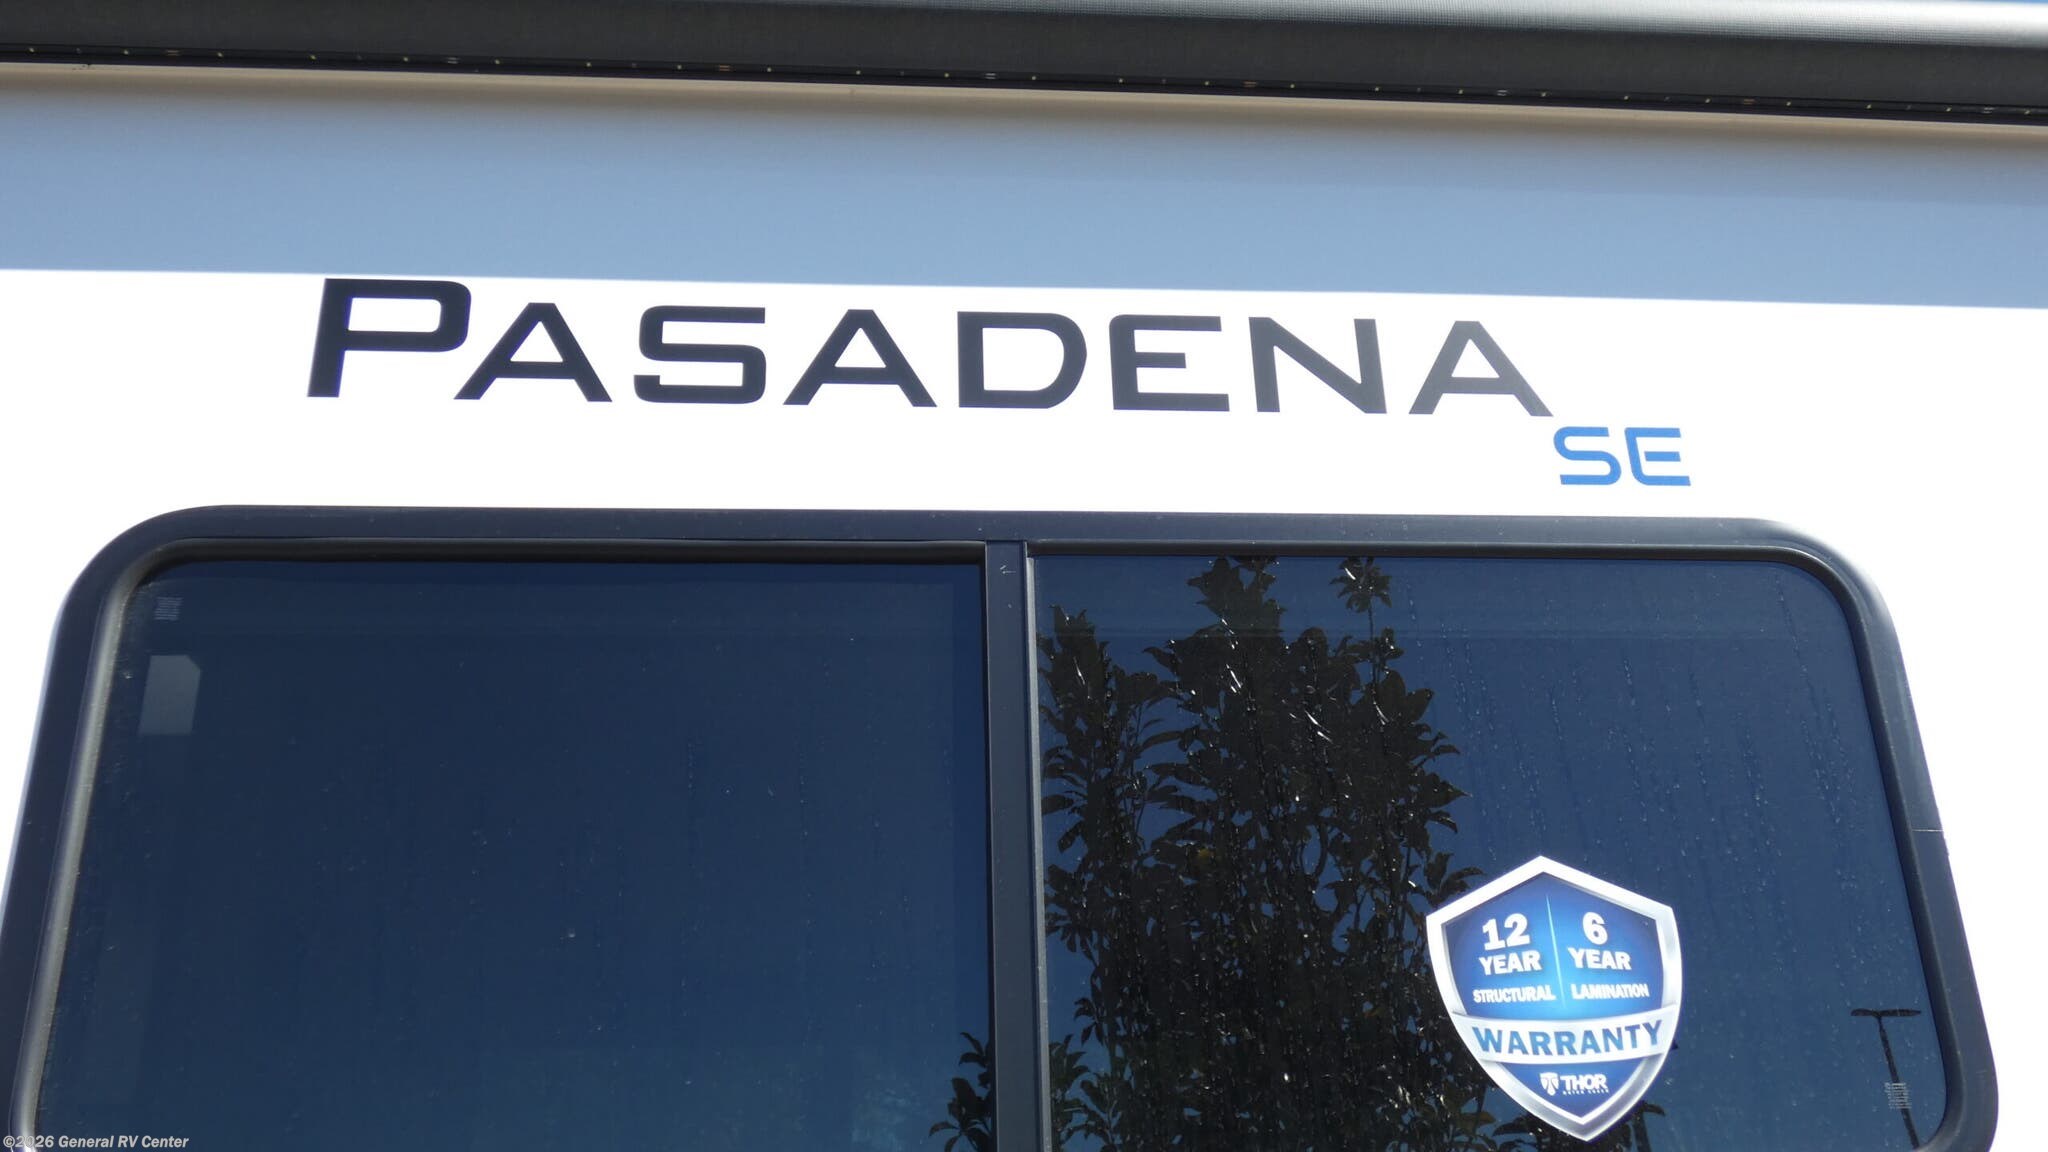 PASADENA
SE
12 YEAR STRUCTURAL
6 YEAR LAMINATION
WARRANTY
THOR
©2026 General RV Center